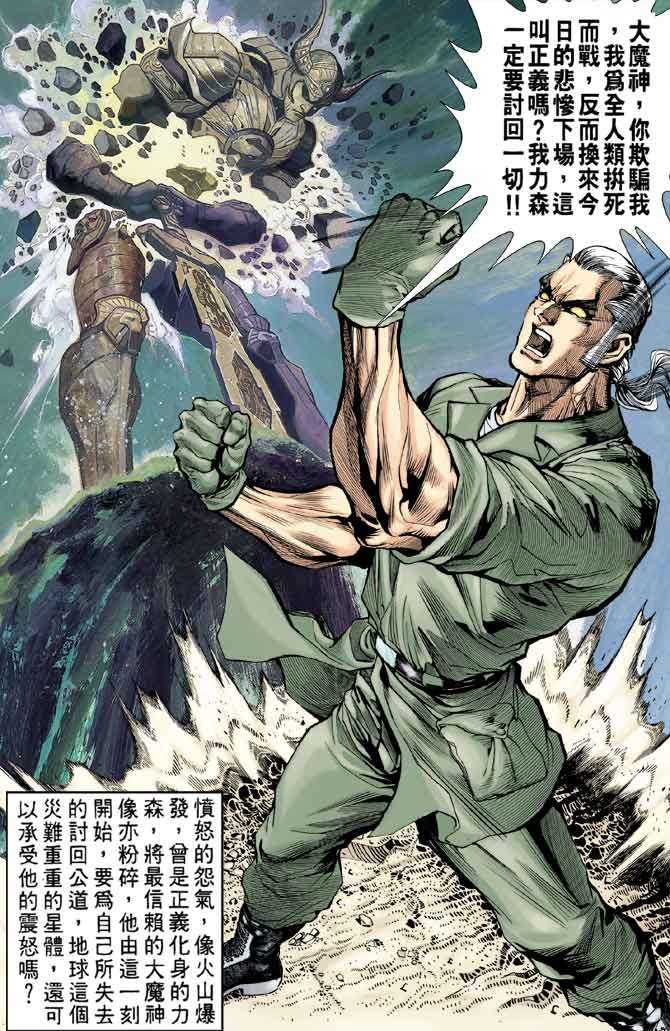 大魔神，你欺騙我
，我爲全人類拚死
而戰，反而換來今
日的悲慘下場，這
叫正義嗎？我力森
一定要討回一切!!
憤怒的怨氣，像火山爆
發，曾是正義化身的力
森，將最信賴的大魔神
像亦粉碎，他由這一刻
開始，要爲自己所失去
的討回公道，地球這個
災難重重的星體，還可
以承受他的震怒嗎？